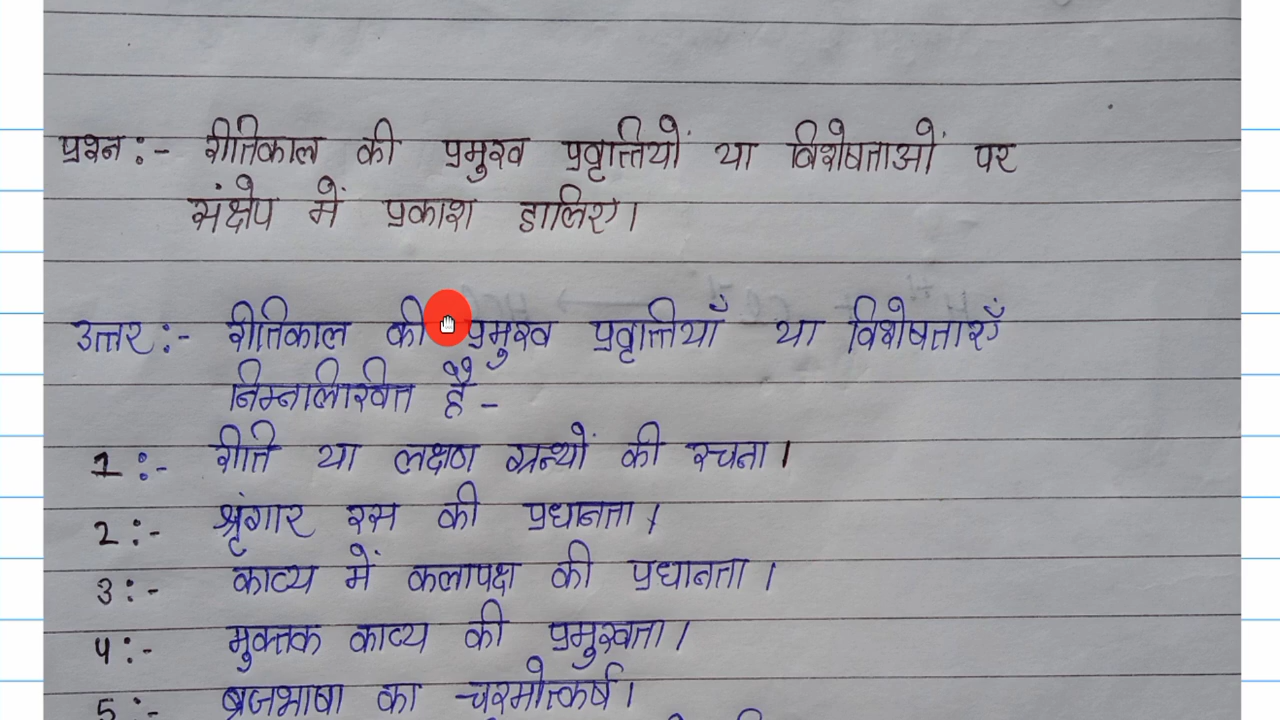 प्रश्न:- रीतिकाल की प्रमुख प्रवृत्तियों या विशेषताओं पर
संक्षेप में प्रकाश डालिए।
उत्तर:- रीतिकाल की प्रमुख प्रवृत्तियाँ या विशेषताएँ
निम्नलिखित है -
1:- रीति या लक्षण ग्रन्थों की रचना।
2:- श्रृंगार रस की प्रधानता।
3:- काव्य में कलापक्ष की प्रधानता।
4:- मुक्तक काव्य की प्रमुखता।
5:- ब्रजभाषा का चरमोत्कर्ष।